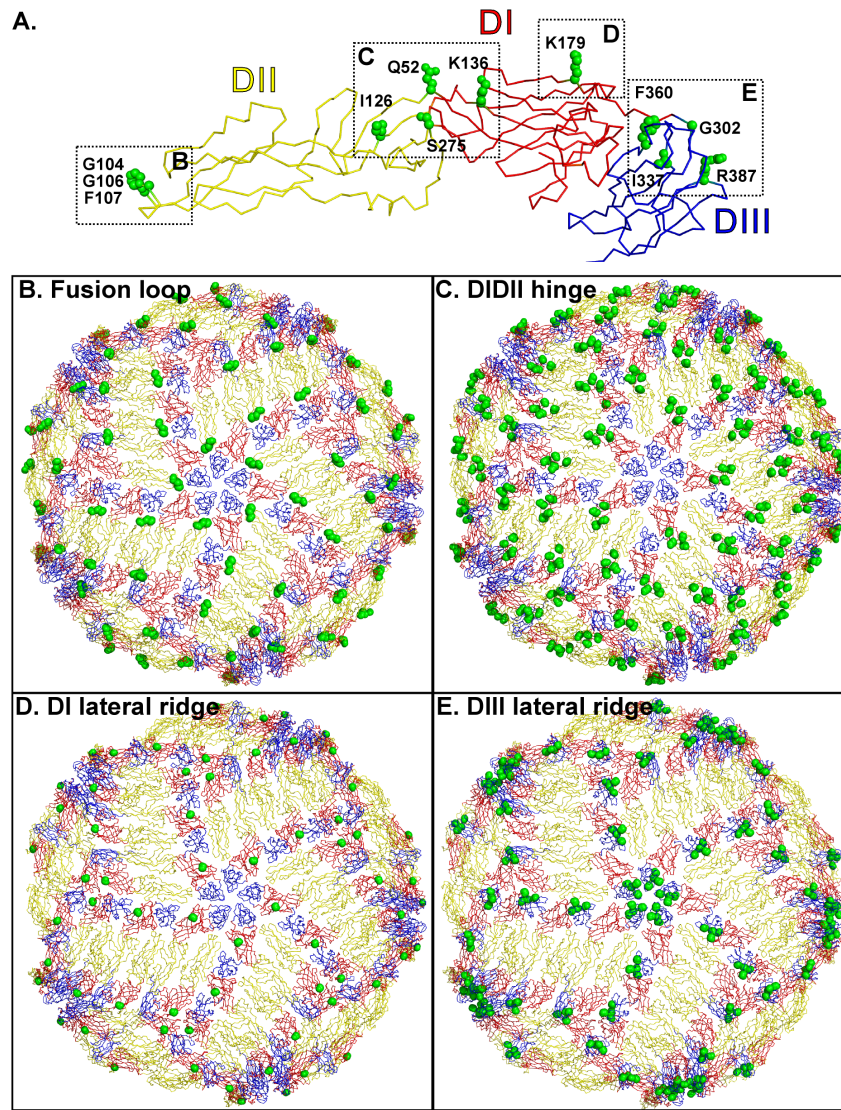 A.
DI
K179
D
C
K136
Q52
DII
F360
E
I126
G302
S275
B
G104
G106
F107
I337
R387
DIII
B. Fusion loop
C. DIDII hinge
D. DI lateral ridge
E. DIII lateral ridge